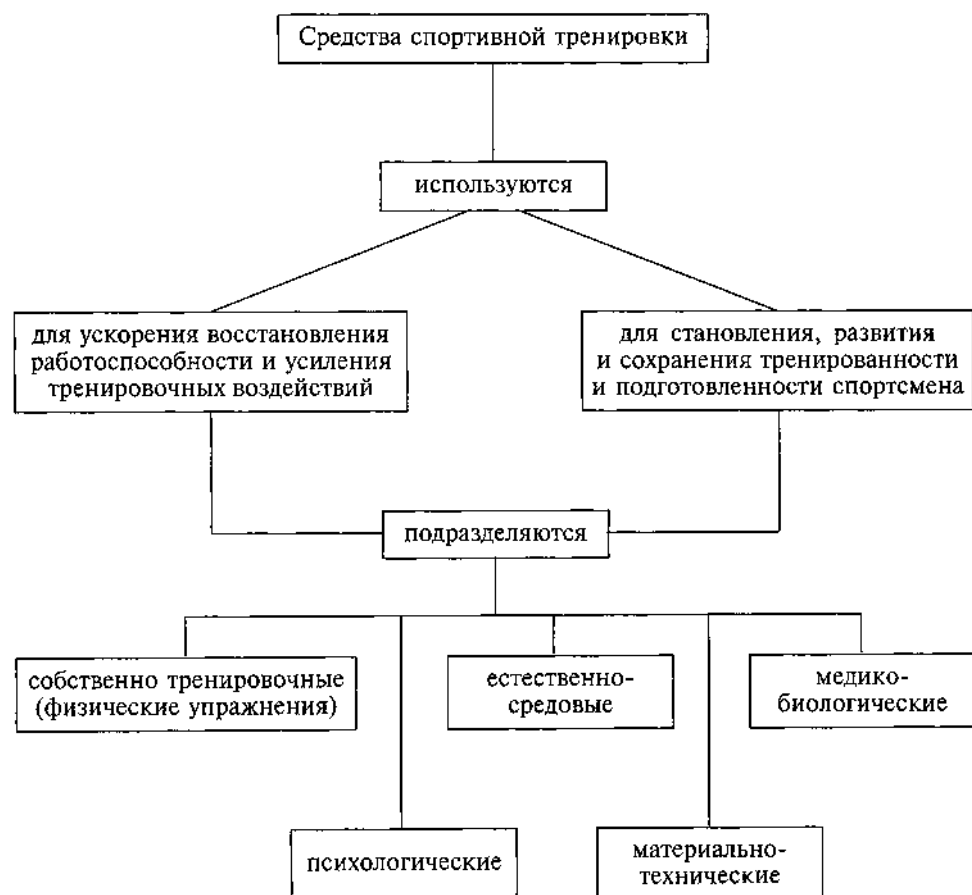 Средства спортивной тренировки
используются
для ускорения восстановления
работоспособности и усиления
тренировочных воздействий
для становления, развития
и сохранения тренированности
и подготовленности спортсмена
подразделяются
собственно тренировочные
(физические упражнения)
естественно-
средовые
медико-
биологические
психологические
материально-
технические